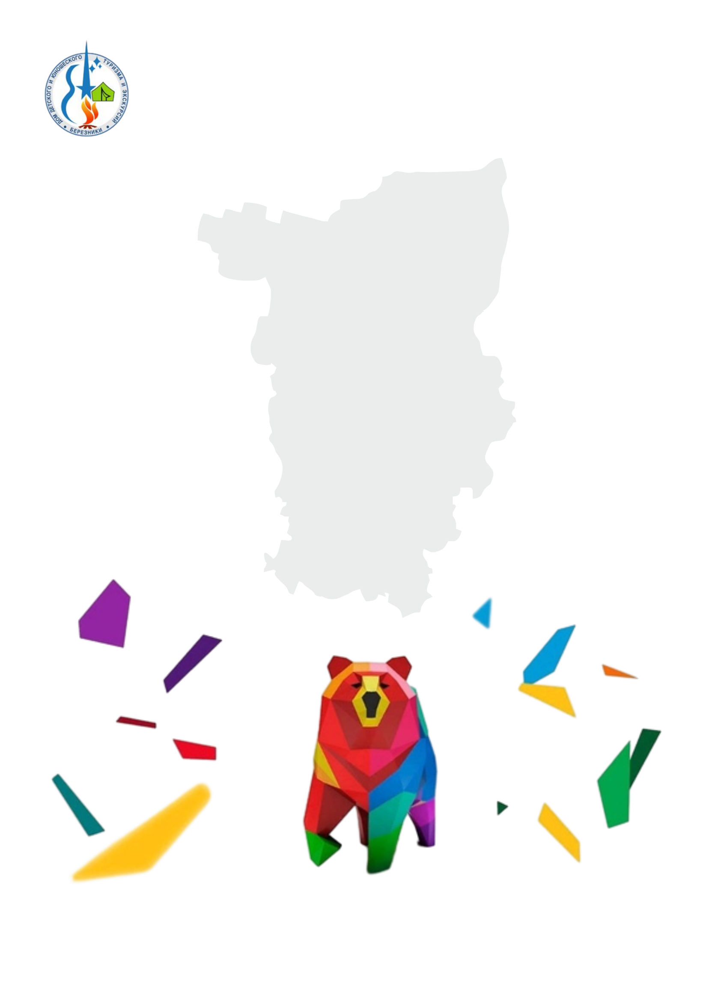 ДОМ ДЕТСКОГО И ЮНОШЕСКОГО ТУРИЗМА И ЭКСКУРСИЙ
• БЕРЕЗНИКИ •